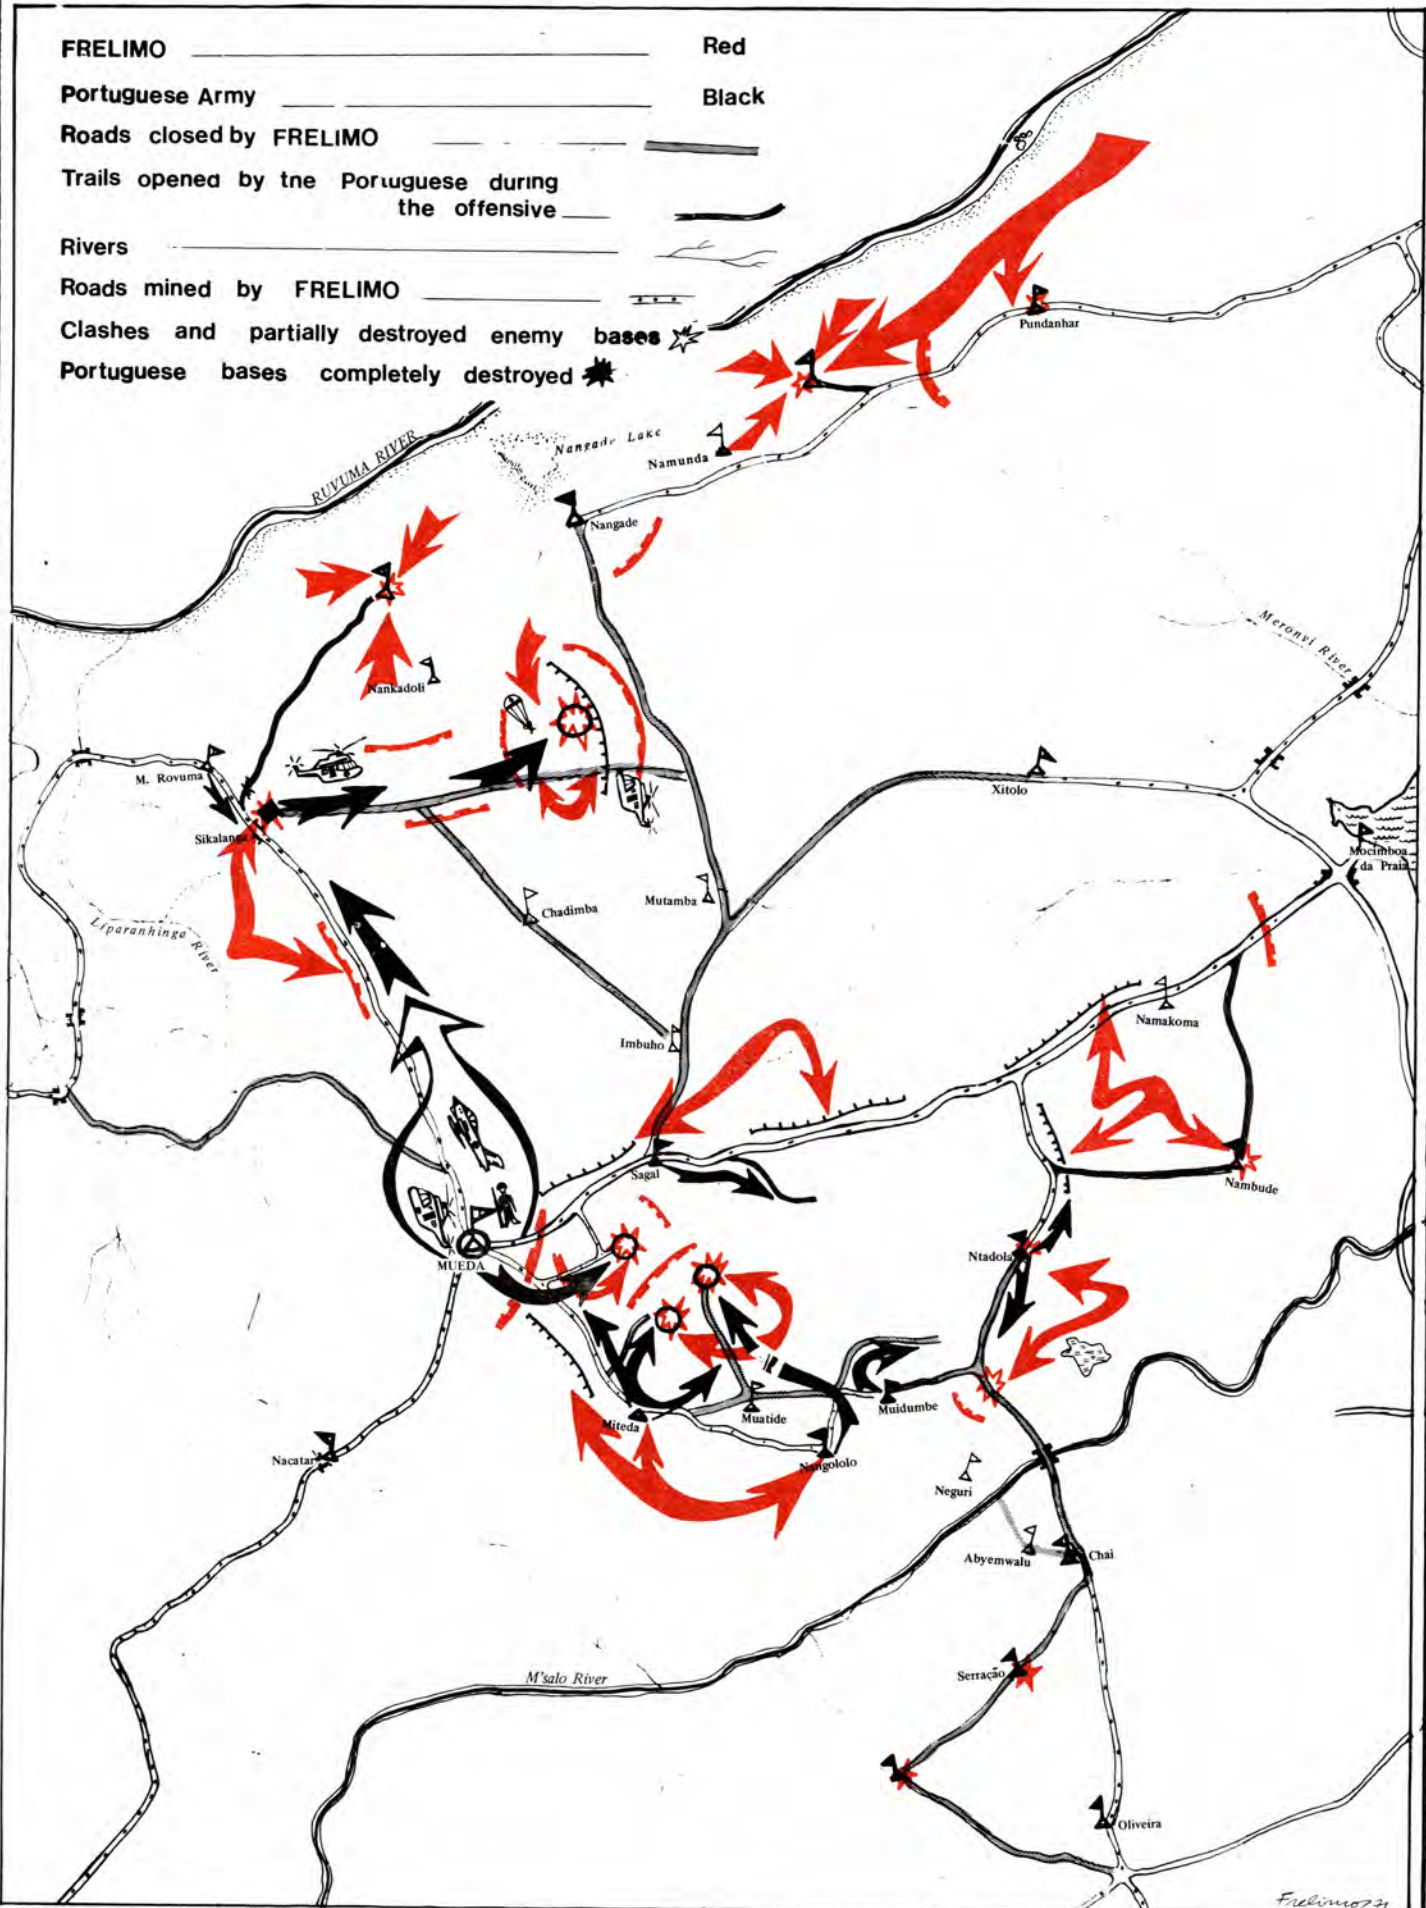 FRELIMO Red
Portuguese Army Black
Roads closed by FRELIMO
Trails opened by tne Portuguese during
the offensive
Rivers
Roads mined by FRELIMO
Clashes and partially destroyed enemy bases
Portuguese bases completely destroyed
Pundanhar
RUVUMA RIVER
Nangade Lake
Namunda
Nangade
Meronvi River
Nankadoli
M. Rovuma
Xitolo
Sikalanga
Mocimboa
da Praia
Chadimba
Mutamba
Liparanhinga River
Namakoma
Imbuho
Sagal
Nambude
Ntadola
MUEDA
Miteda
Muatide
Muidumbe
Nacatar
Nangololo
Neguri
Abyemwalu
Chai
M'salo River
Serração
Oliveira